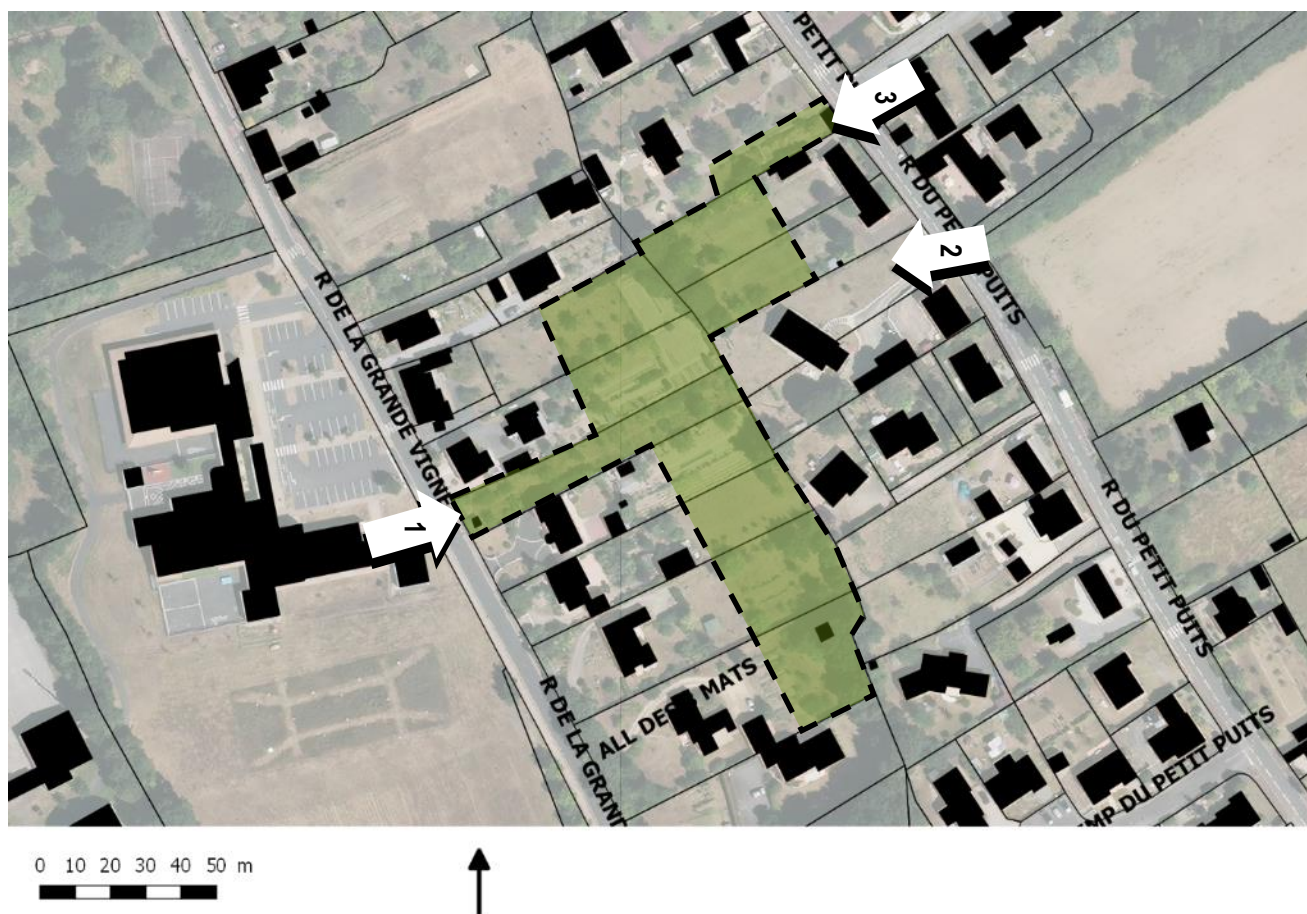 PETIT P
3
R DU PE
2
PUITS
R DE LA GRANDE VIGNE
1
R DU PETIT PUITS
R DE LA GRAND
ALL DES MATS
IMP DU PETIT PUITS
0 10 20 30 40 50 m